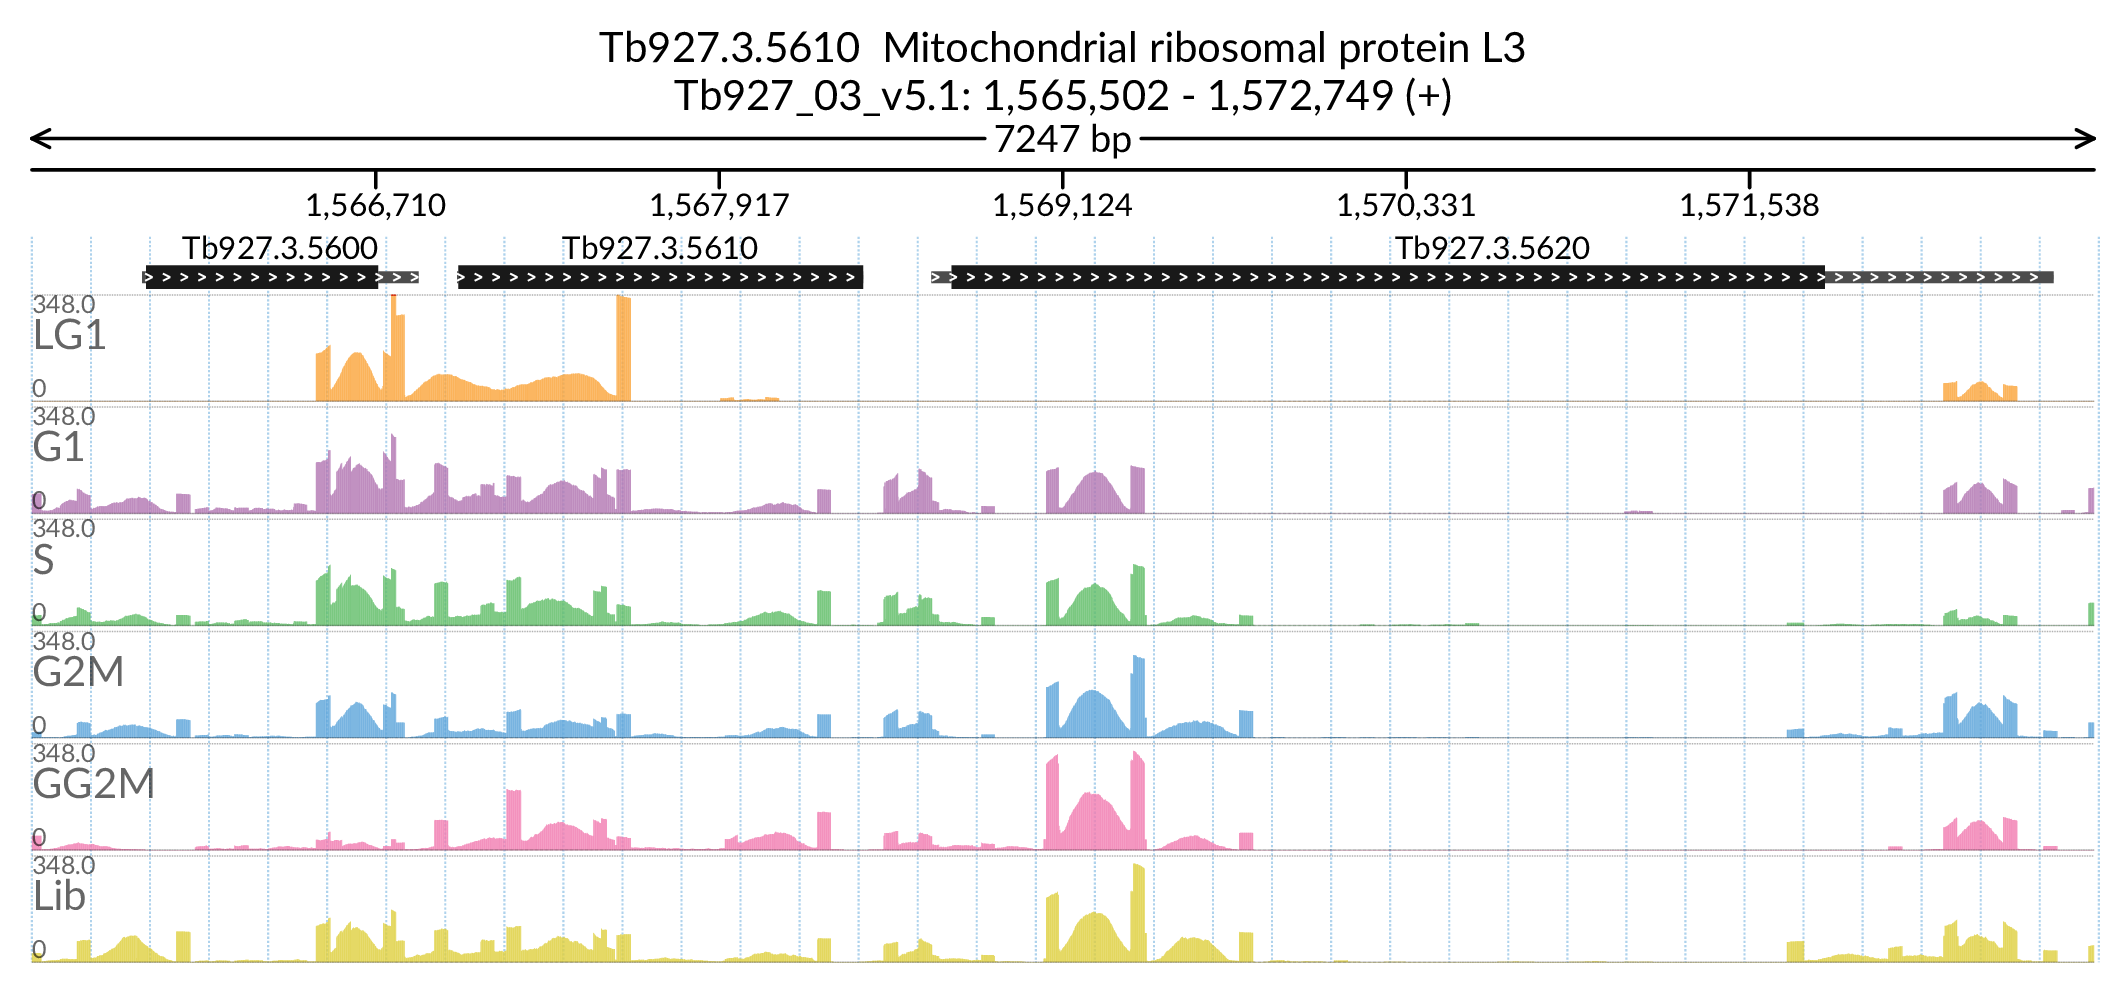 Tb927.3.5610  Mitochondrial ribosomal protein L3
Tb927_03_v5.1: 1,565,502 - 1,572,749 (+)
7247 bp
1,566,710 1,567,917 1,569,124 1,570,331 1,571,538
Tb927.3.5600 Tb927.3.5610 Tb927.3.5620
348.0
LG1
0
348.0
G1
0
348.0
S
0
348.0
G2M
0
348.0
GG2M
0
348.0
Lib
0